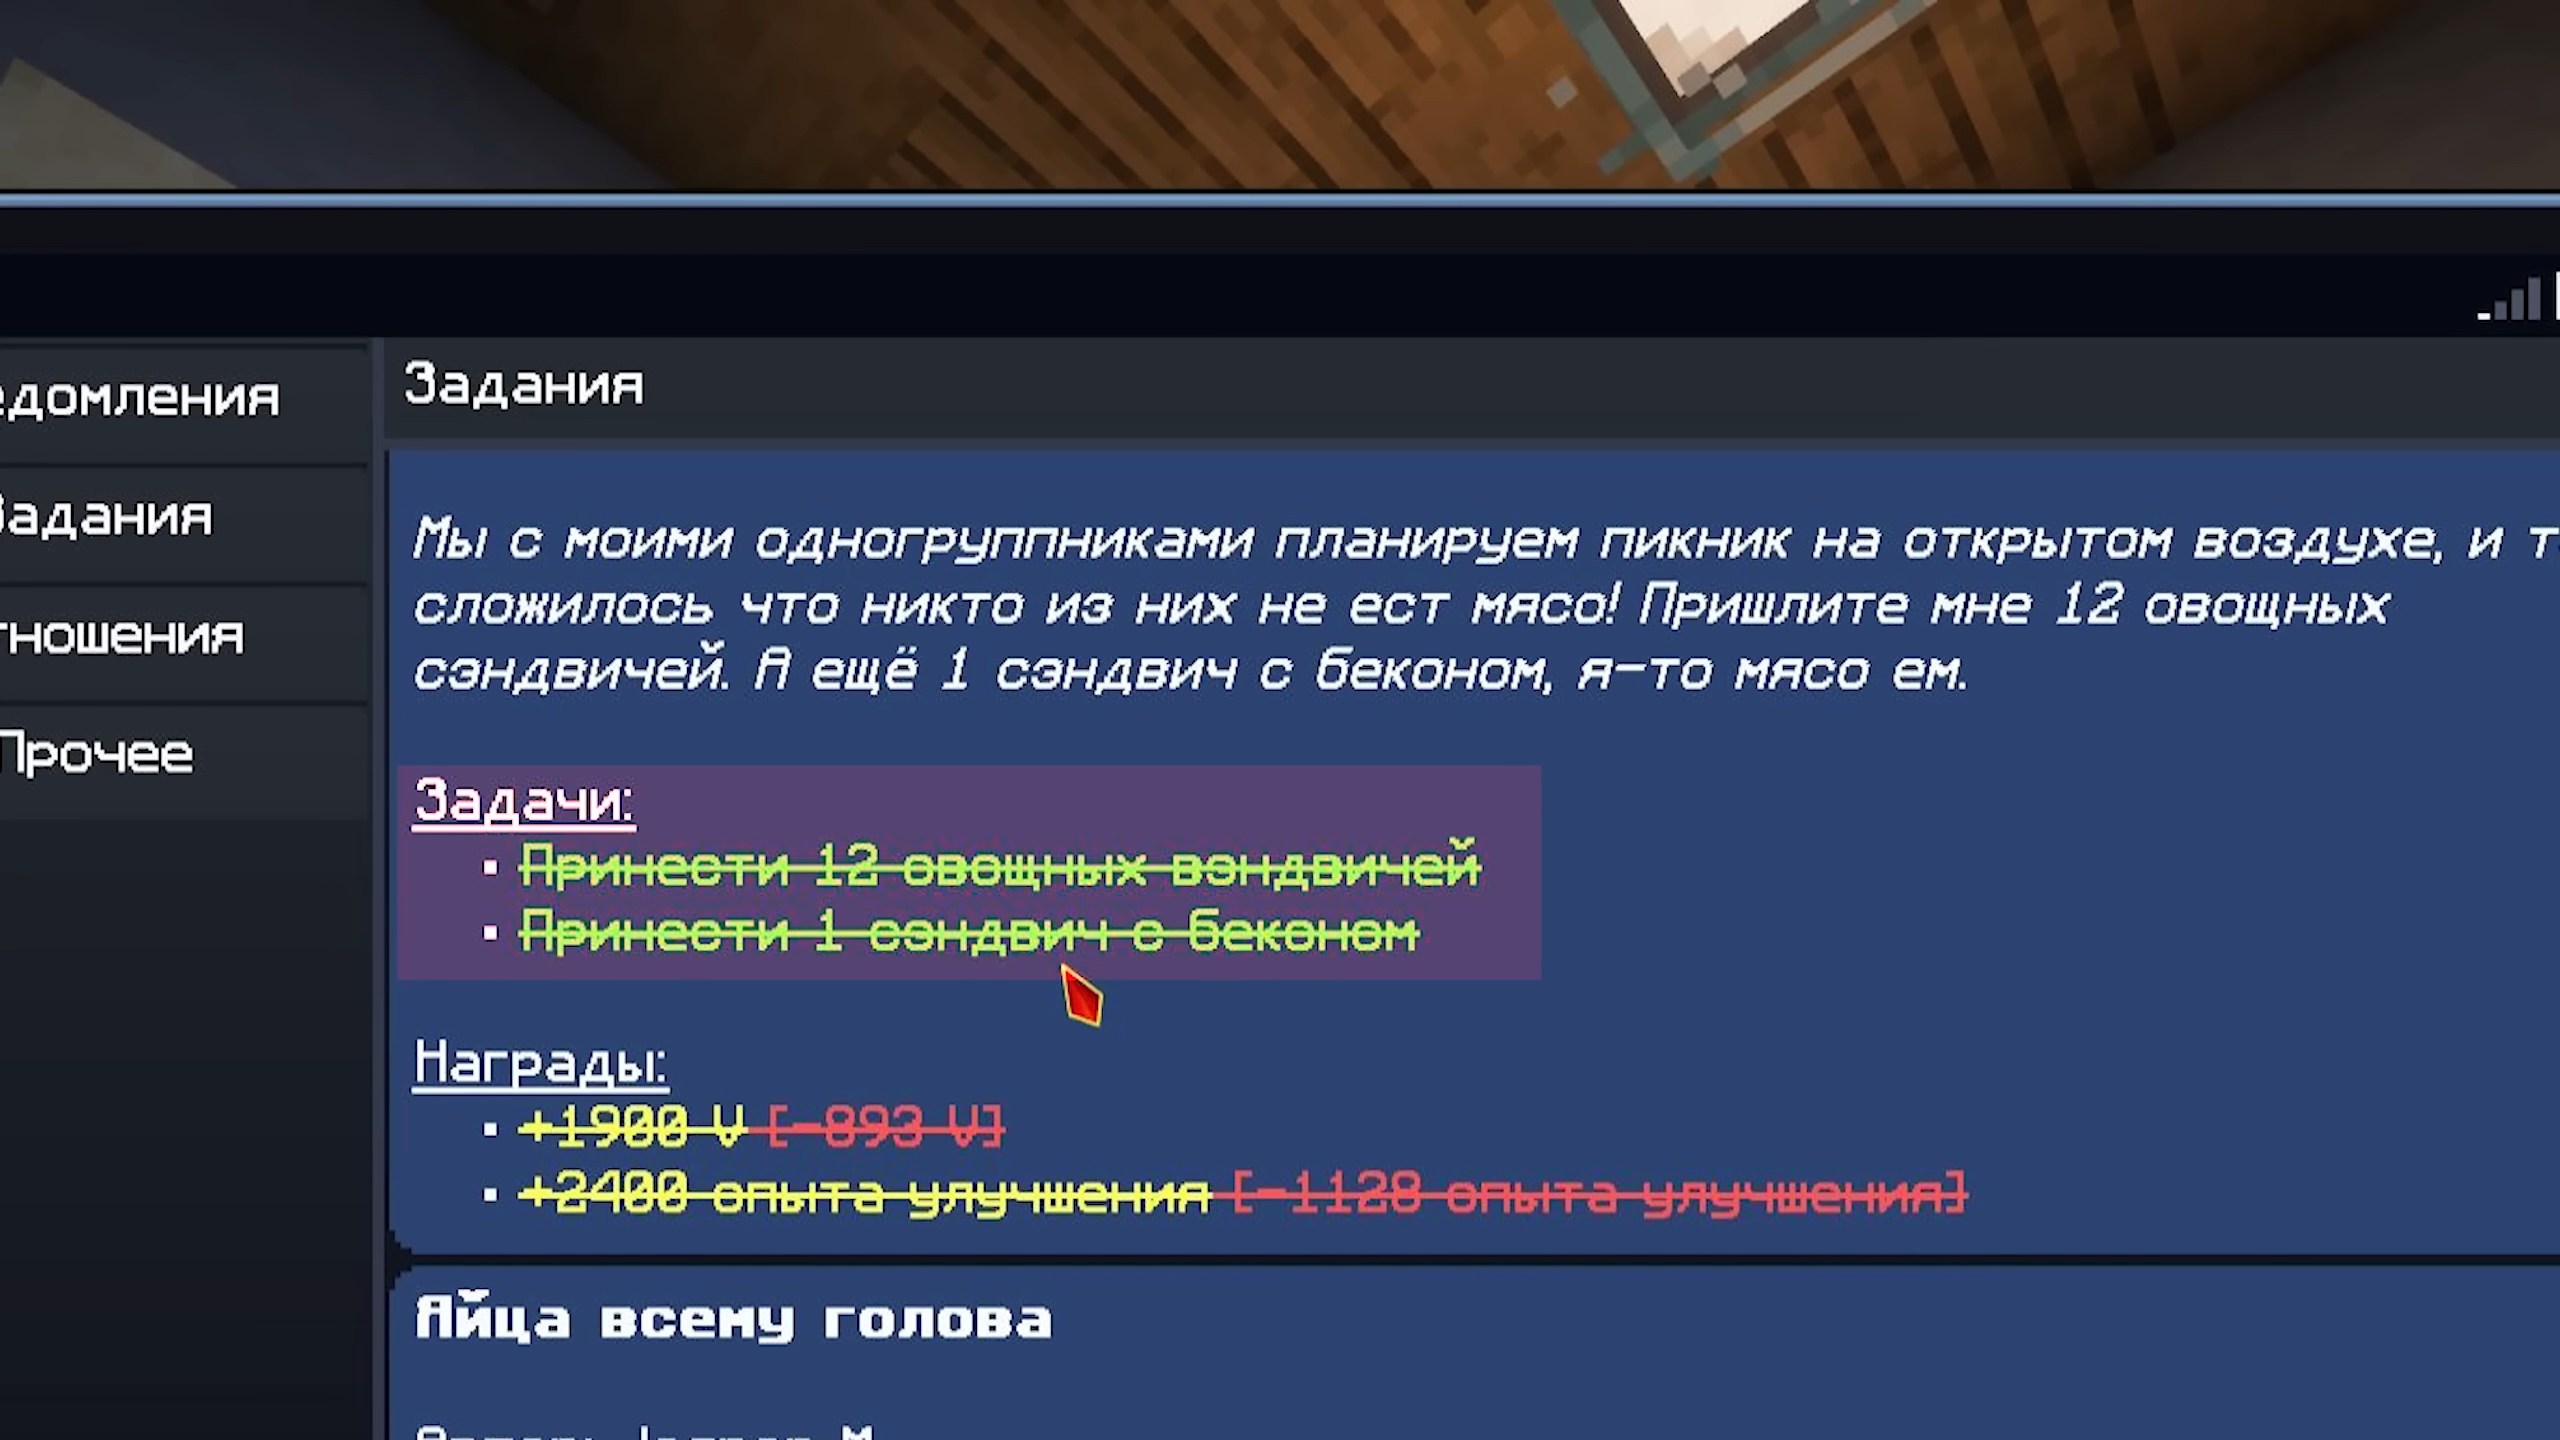 Задания
едомления
Задания
тношения
Прочее
Мы с моими одногруппниками планируем пикник на открытом воздухе, и т
сложилось что никто из них не ест мясо! Пришлите мне 12 овощных
сэндвичей. А ещё 1 сэндвич с беконом, я-то мясо ем.
Задачи:
▪ Принести 12 овощных вэндвичей
▪ Принести 1 сэндвич с беконом
Награды:
▪ +1900 V [-893 V]
▪ +2400 опыта улучшения [-1128 опыта улучшения]
Яйца всему голова